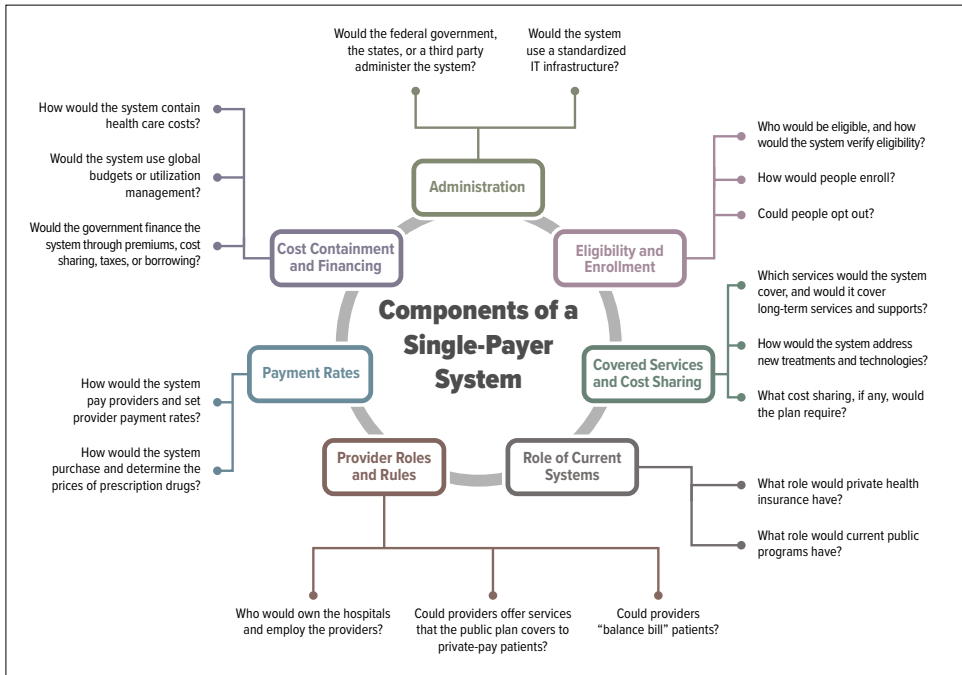 Would the federal government,
the states, or a third party
administer the system?
Would the system
use a standardized
IT infrastructure?
Administration
How would the system contain
health care costs?
Would the system use global
budgets or utilization
management?
Would the government finance the
system through premiums, cost
sharing, taxes, or borrowing?
Cost Containment
and Financing
Who would be eligible, and how
would the system verify eligibility?
How would people enroll?
Could people opt out?
Eligibility and
Enrollment
Components of a
Single-Payer
System
Which services would the system
cover, and would it cover
long-term services and supports?
How would the system address
new treatments and technologies?
What cost sharing, if any, would
the plan require?
Covered Services
and Cost Sharing
Payment Rates
How would the system
pay providers and set
provider payment rates?
How would the system
purchase and determine the
prices of prescription drugs?
Provider Roles
and Rules
Role of Current
Systems
What role would private health
insurance have?
What role would current public
programs have?
Who would own the hospitals
and employ the providers?
Could providers offer services
that the public plan covers to
private-pay patients?
Could providers
“balance bill” patients?